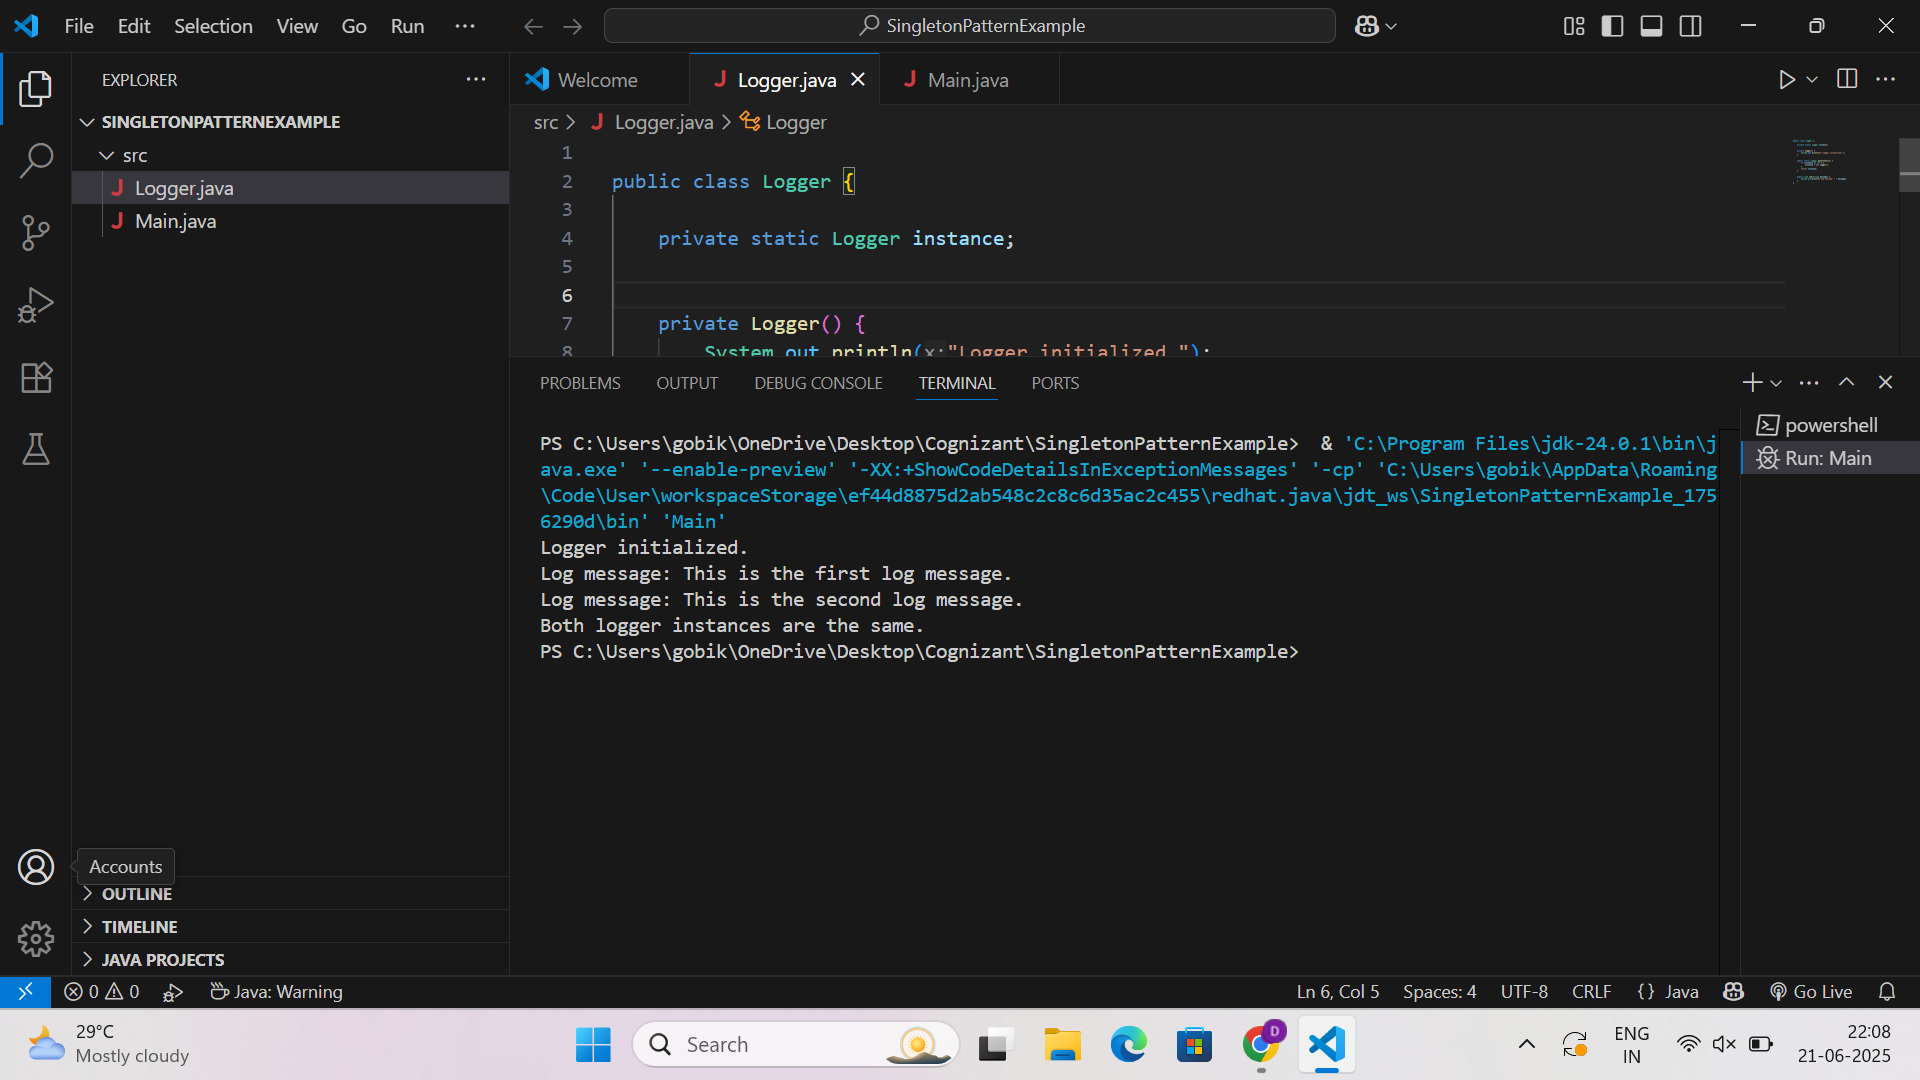 File Edit Selection View Go Run ··· SingletonPatternExample
EXPLORER ···
SINGLETONPATTERNEXAMPLE
src
J Logger.java
J Main.java
Accounts
OUTLINE
TIMELINE
JAVA PROJECTS
Welcome J Logger.java J Main.java
src > J Logger.java > Logger
1
2 public class Logger {
3
4 private static Logger instance;
5
6
7 private Logger() {
8 System.out.println(x:"Logger initialized.");
PROBLEMS OUTPUT DEBUG CONSOLE TERMINAL PORTS
PS C:\Users\gobik\OneDrive\Desktop\Cognizant\SingletonPatternExample>  & 'C:\Program Files\jdk-24.0.1\bin\j
ava.exe' '--enable-preview' '-XX:+ShowCodeDetailsInExceptionMessages' '-cp' 'C:\Users\gobik\AppData\Roaming
\Code\User\workspaceStorage\ef44d8875d2ab548c2c8c6d35ac2c455\redhat.java\jdt_ws\SingletonPatternExample_175
6290d\bin' 'Main'
Logger initialized.
Log message: This is the first log message.
Log message: This is the second log message.
Both logger instances are the same.
PS C:\Users\gobik\OneDrive\Desktop\Cognizant\SingletonPatternExample>
powershell
Run: Main
0 0 Java: Warning Ln 6, Col 5 Spaces: 4 UTF-8 CRLF {} Java Go Live
29°C
Mostly cloudy
Search
D
ENG
IN
22:08
21-06-2025